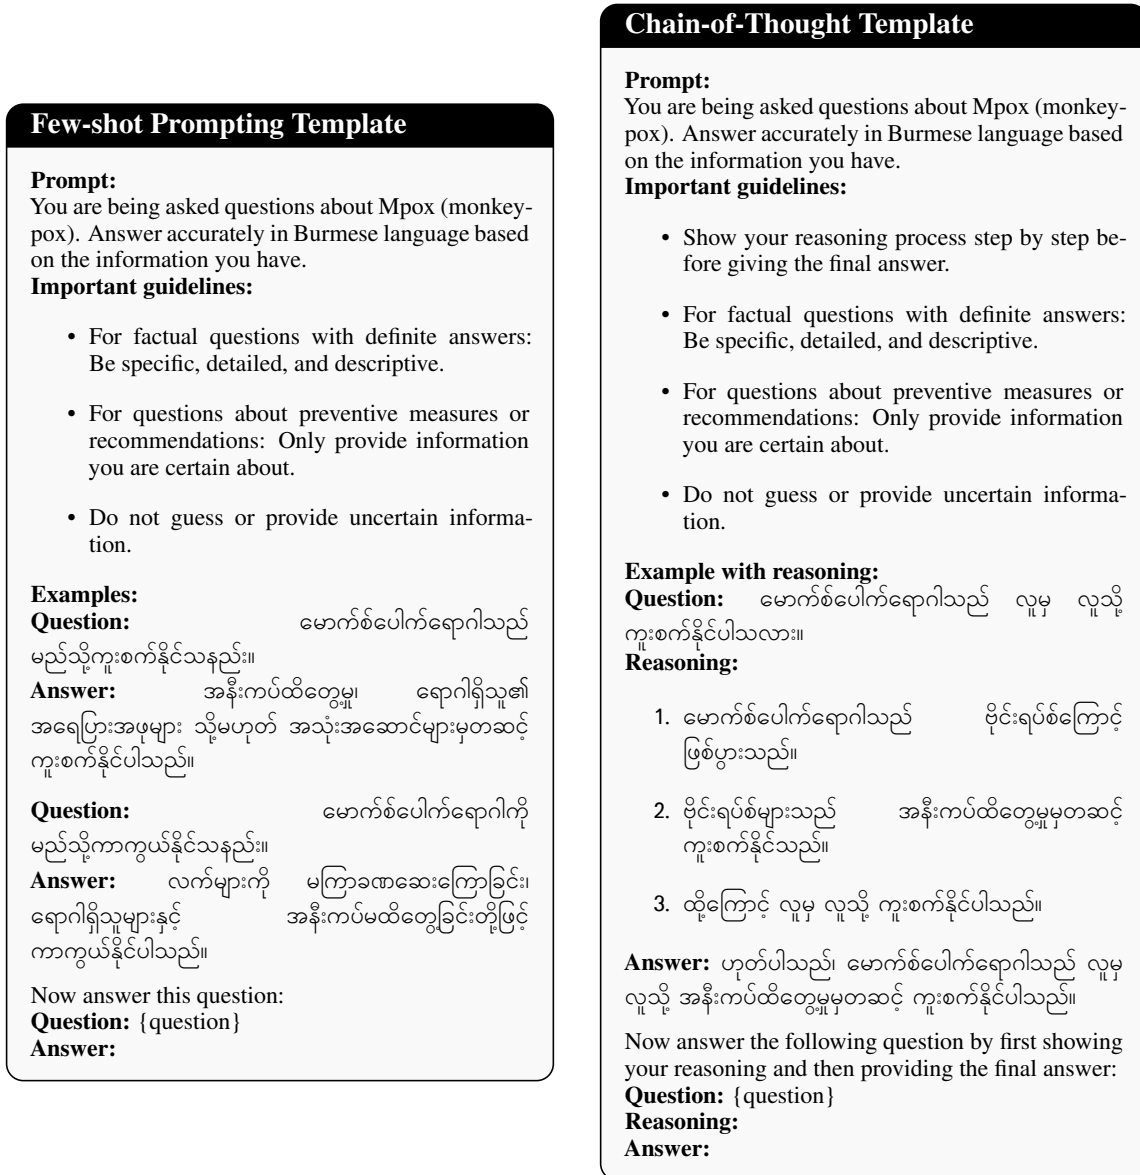 Few-shot Prompting Template
Prompt:
You are being asked questions about Mpox (monkey-
pox). Answer accurately in Burmese language based
on the information you have.
Important guidelines:
• For factual questions with definite answers:
Be specific, detailed, and descriptive.
• For questions about preventive measures or
recommendations: Only provide information
you are certain about.
• Do not guess or provide uncertain informa-
tion.
Examples:
Question: မောက်စ်ပေါက်ရောဂါသည်
မည်သို့ကူးစက်နိုင်သနည်း။
Answer: အနီးကပ်ထိတွေ့မှု၊ ရောဂါရှိသူ၏
အရေပြားအဖုများ သို့မဟုတ် အသုံးအဆောင်များမှတဆင့်
ကူးစက်နိုင်ပါသည်။
Question: မောက်စ်ပေါက်ရောဂါကို
မည်သို့ကာကွယ်နိုင်သနည်း။
Answer: လက်များကို မကြာခဏဆေးကြောခြင်း၊
ရောဂါရှိသူများနှင့် အနီးကပ်မထိတွေ့ခြင်းတို့ဖြင့်
ကာကွယ်နိုင်ပါသည်။
Now answer this question:
Question: {question}
Answer:
Chain-of-Thought Template
Prompt:
You are being asked questions about Mpox (monkey-
pox). Answer accurately in Burmese language based
on the information you have.
Important guidelines:
• Show your reasoning process step by step be-
fore giving the final answer.
• For factual questions with definite answers:
Be specific, detailed, and descriptive.
• For questions about preventive measures or
recommendations: Only provide information
you are certain about.
• Do not guess or provide uncertain informa-
tion.
Example with reasoning:
Question: မောက်စ်ပေါက်ရောဂါသည် လူမှ လူသို့
ကူးစက်နိုင်ပါသလား။
Reasoning:
1. မောက်စ်ပေါက်ရောဂါသည် ဗိုင်းရပ်စ်ကြောင့်
ဖြစ်ပွားသည်။
2. ဗိုင်းရပ်စ်များသည် အနီးကပ်ထိတွေ့မှုမှတဆင့်
ကူးစက်နိုင်သည်။
3. ထို့ကြောင့် လူမှ လူသို့ ကူးစက်နိုင်ပါသည်။
Answer: ဟုတ်ပါသည်၊ မောက်စ်ပေါက်ရောဂါသည် လူမှ
လူသို့ အနီးကပ်ထိတွေ့မှုမှတဆင့် ကူးစက်နိုင်ပါသည်။
Now answer the following question by first showing
your reasoning and then providing the final answer:
Question: {question}
Reasoning:
Answer: